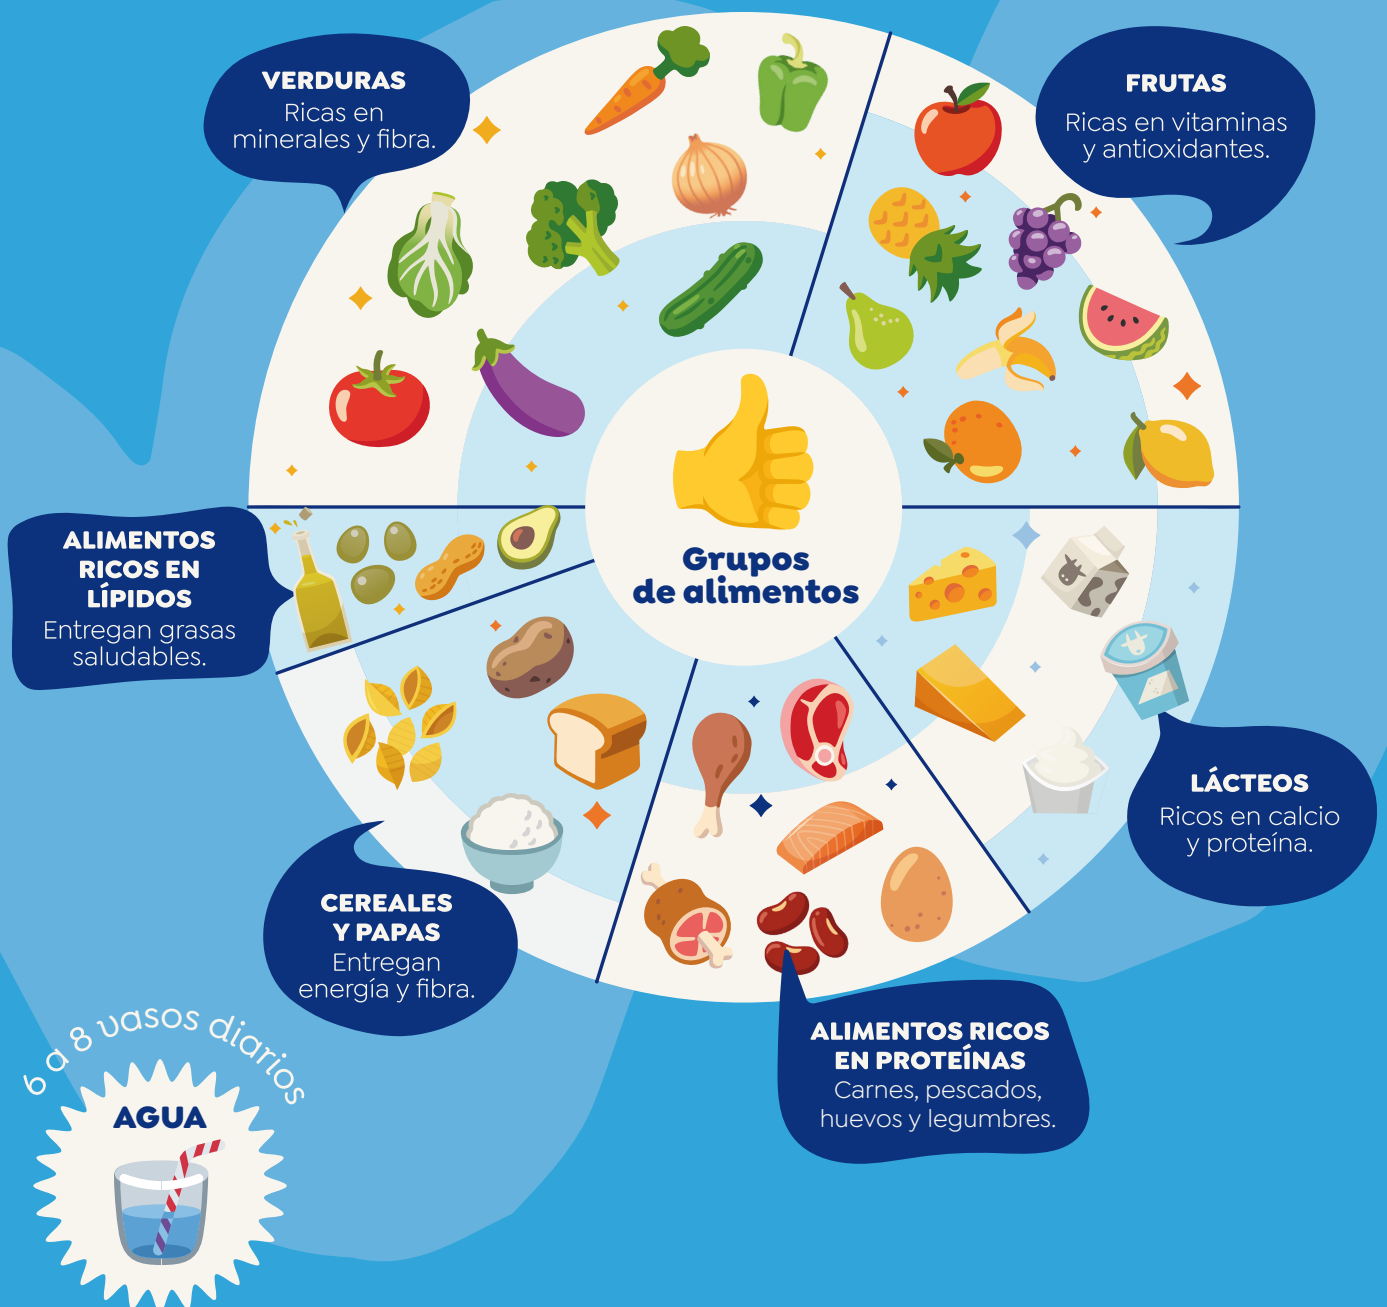 VERDURAS
Ricas en
minerales y fibra.
FRUTAS
Ricas en vitaminas
y antioxidantes.
Grupos
de alimentos
ALIMENTOS
RICOS EN
LÍPIDOS
Entregan grasas
saludables.
LÁCTEOS
Ricos en calcio
y proteína.
CEREALES
Y PAPAS
Entregan
energía y fibra.
ALIMENTOS RICOS
EN PROTEÍNAS
Carnes, pescados,
huevos y legumbres.
6 a 8 vasos diarios
AGUA